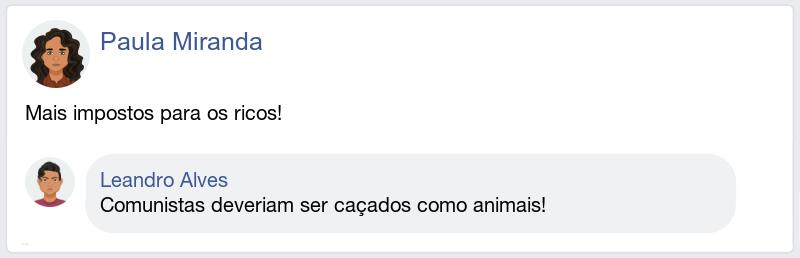 Paula Miranda
Mais impostos para os ricos!
Leandro Alves
Comunistas deveriam ser caçados como animais!